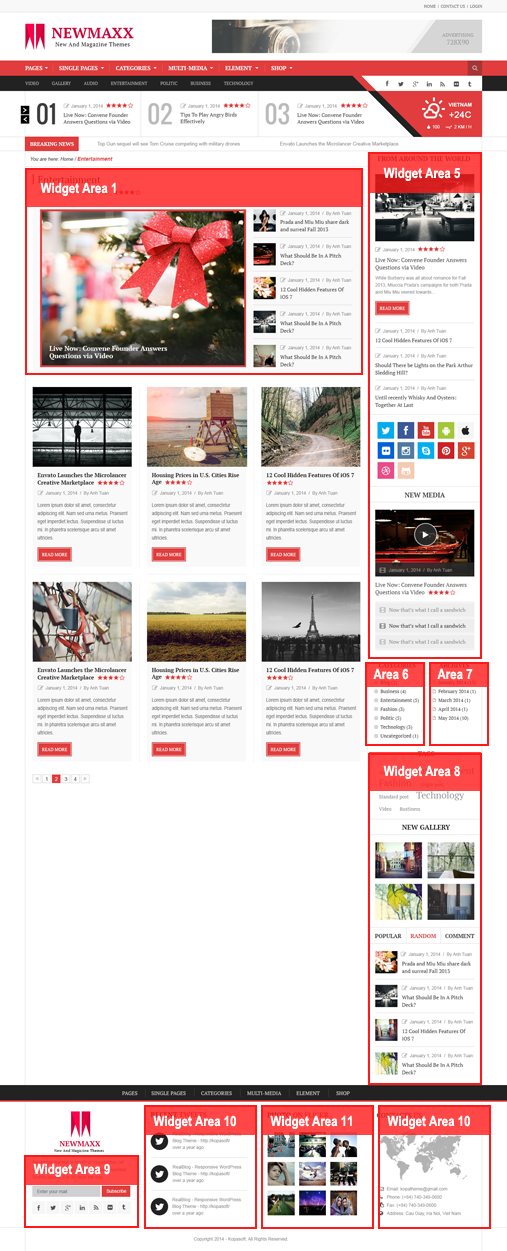 HOME / CONTACT US / LOGIN
NEWMAXX
New And Magazine Themes
ADVERTISING
728X90
PAGES SINGLE PAGES CATEGORIES MULTI-MEDIA ELEMENT SHOP
VIDEO GALLERY AUDIO ENTERTAINMENT POLITIC BUSINESS TECHNOLOGY
01
January 1, 2014
Live Now: Convene Founder
Answers Questions via Video
02
January 1, 2014
Tips To Play Angry Birds
Effectively
03
January 1, 2014
Live Now: Convene Founder
Answers Questions via Video
VIETNAM
+24C
100 2 KM / H
BREAKING NEWS
Top Gun sequel will see Tom Cruise competing with military drones
Envato Launches the Microlancer Creative Marketplace
You are here: Home / Entertainment
Entertainment
Widget Area 1
Live Now: Convene Founder Answers
Questions via Video
January 1, 2014 / By Anh Tuan
Prada and Miu Miu share dark
and surreal Fall 2013
January 1, 2014 / By Anh Tuan
What Should Be In A Pitch
Deck?
January 1, 2014 / By Anh Tuan
12 Cool Hidden Features Of
iOS 7
January 1, 2014 / By Anh Tuan
What Should Be In A Pitch
Deck?
January 1, 2014 / By Anh Tuan
What Should Be In A Pitch
Deck?
Envato Launches the Microlancer
Creative Marketplace
January 1, 2014 / By Anh Tuan
Lorem ipsum dolor sit amet, consectetur
adipiscing elit. Nam sed urna metus. Praesent
eget imperdiet lectus. Suspendisse ut luctus
mi. In pharetra scelerisque arcu sit amet
ultricies.
READ MORE
Housing Prices in U.S. Cities Rise
Age
January 1, 2014 / By Anh Tuan
Lorem ipsum dolor sit amet, consectetur
adipiscing elit. Nam sed urna metus. Praesent
eget imperdiet lectus. Suspendisse ut luctus
mi. In pharetra scelerisque arcu sit amet
ultricies.
READ MORE
12 Cool Hidden Features Of iOS 7
January 1, 2014 / By Anh Tuan
Lorem ipsum dolor sit amet, consectetur
adipiscing elit. Nam sed urna metus. Praesent
eget imperdiet lectus. Suspendisse ut luctus
mi. In pharetra scelerisque arcu sit amet
ultricies.
READ MORE
Envato Launches the Microlancer
Creative Marketplace
January 1, 2014 / By Anh Tuan
Lorem ipsum dolor sit amet, consectetur
adipiscing elit. Nam sed urna metus. Praesent
eget imperdiet lectus. Suspendisse ut luctus
mi. In pharetra scelerisque arcu sit amet
ultricies.
READ MORE
Housing Prices in U.S. Cities Rise
Age
January 1, 2014 / By Anh Tuan
Lorem ipsum dolor sit amet, consectetur
adipiscing elit. Nam sed urna metus. Praesent
eget imperdiet lectus. Suspendisse ut luctus
mi. In pharetra scelerisque arcu sit amet
ultricies.
READ MORE
12 Cool Hidden Features Of iOS 7
January 1, 2014 / By Anh Tuan
Lorem ipsum dolor sit amet, consectetur
adipiscing elit. Nam sed urna metus. Praesent
eget imperdiet lectus. Suspendisse ut luctus
mi. In pharetra scelerisque arcu sit amet
ultricies.
READ MORE
« 1 2 3 4 »
FROM AROUND THE WORLD
Widget Area 5
January 1, 2014
Live Now: Convene Founder Answers
Questions via Video
White Burberry was all about romance for Fall
2013, Miuccia Prada's campaigns for both Prada
and Miu Miu veered towards...
READ MORE
January 1, 2014 / By Anh Tuan
12 Cool Hidden Features Of iOS 7
January 1, 2014 / By Anh Tuan
Should There be Lights on the Park Arthur
Sledding Hill?
January 1, 2014 / By Anh Tuan
Until recently Whisky And Oysters:
Together At Last
NEW MEDIA
January 1, 2014 / By Anh Tuan
Live Now: Convene Founder Answers
Questions via Video
Now that's what I call a sandwich
Now that's what I call a sandwich
Now that's what I call a sandwich
Area 6
Business (4)
Entertainment (5)
Fashion (3)
Politic (5)
Technology (3)
Uncategorized (1)
Area 7
February 2014 (1)
March 2014 (1)
April 2014 (1)
May 2014 (10)
Widget Area 8
Standard post Technology
Video Business
NEW GALLERY
POPULAR RANDOM COMMENT
January 1, 2014 / By Anh Tuan
Prada and Miu Miu share dark
and surreal Fall 2013
January 1, 2014 / By Anh Tuan
What Should Be In A Pitch
Deck?
January 1, 2014 / By Anh Tuan
12 Cool Hidden Features Of
iOS 7
January 1, 2014 / By Anh Tuan
What Should Be In A Pitch
Deck?
PAGES SINGLE PAGES CATEGORIES MULTI-MEDIA ELEMENT SHOP
NEWMAXX
New And Magazine Themes
Widget Area 9
Enter your mail
Subscribe
Widget Area 10
Blog Theme - http://kopasoft/
over a year ago
RealBlog - Responsive WordPress
Blog Theme - http://kopasoft/
over a year ago
RealBlog - Responsive WordPress
Blog Theme - http://kopasoft/
over a year ago
Widget Area 11
Widget Area 10
Email: kopatheme@gmail.com
Phone: (+84) 740-348-9600
Fax: (+84) 740-348-9600
Address: Cau Giay, Ha Noi, Viet Nam
Copyright 2014 - Kopasoft. All Rights Reserved.